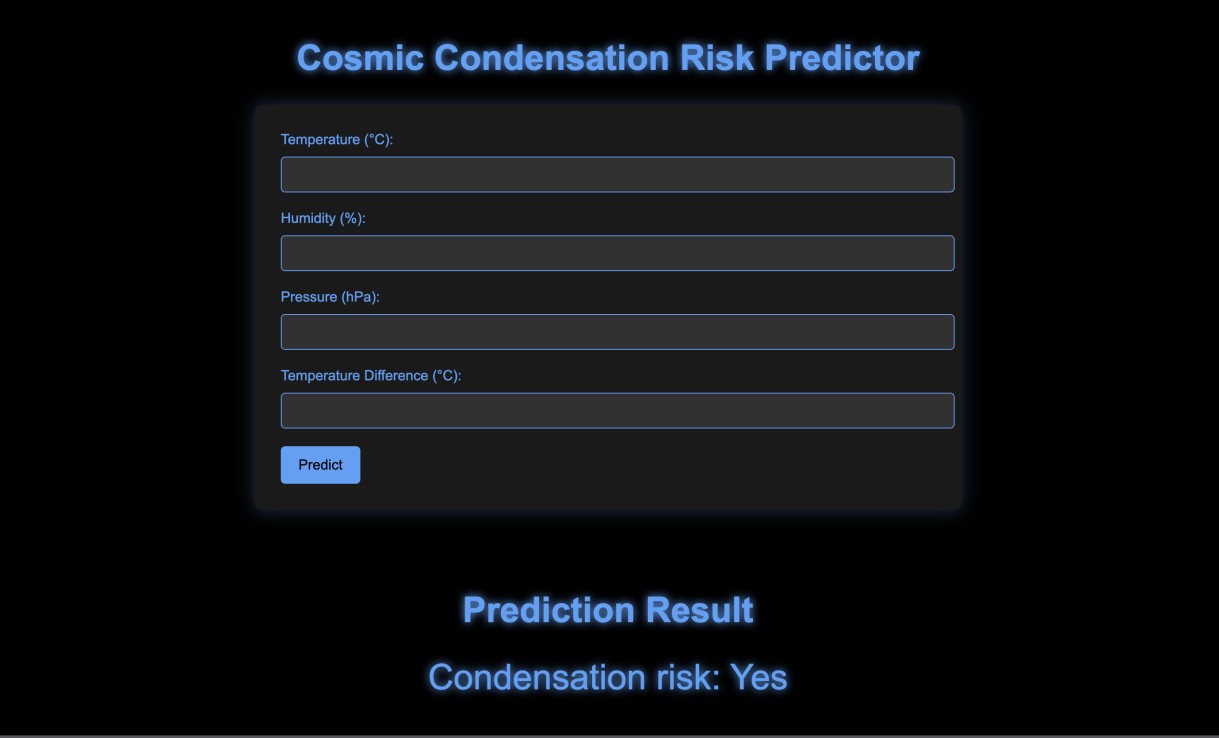 Cosmic Condensation Risk Predictor
Temperature (°C):
Humidity (%):
Pressure (hPa):
Temperature Difference (°C):
Predict
Prediction Result
Condensation risk: Yes